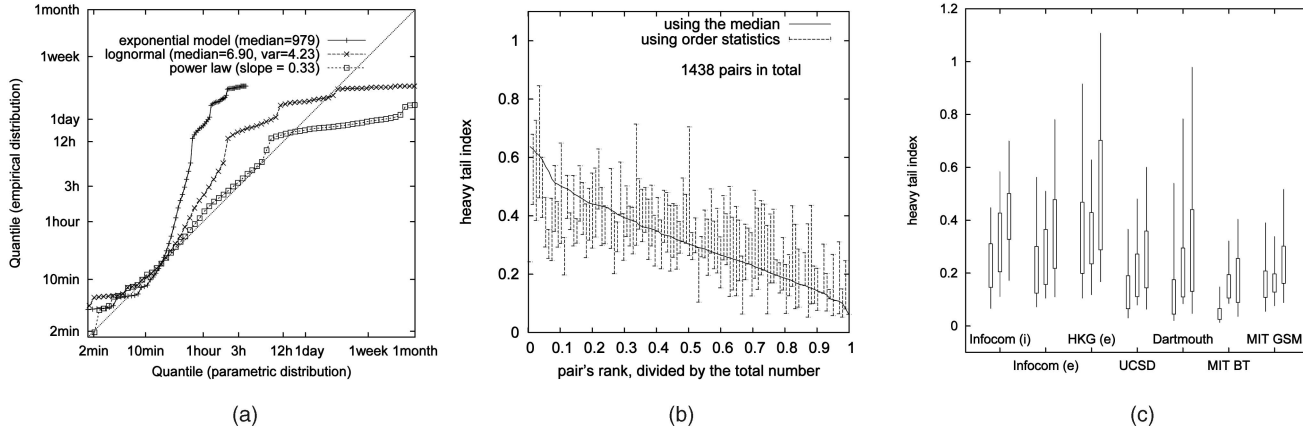 1month
1week
1day
12h
3h
1hour
10min
2min
exponential model (median=979)
lognormal (median=6.90, var=4.23)
power law (slope = 0.33)
2min 10min 1hour 3h 12h 1day 1week 1month
Quantile (empirical distribution)
Quantile (parametric distribution)
(a)
1
0.8
0.6
0.4
0.2
0
using the median
using order statistics
1438 pairs in total
heavy tail index
0 0.1 0.2 0.3 0.4 0.5 0.6 0.7 0.8 0.9 1
pair's rank, divided by the total number
(b)
1.2
1
0.8
0.6
0.4
0.2
0
heavy tail index
Infocom (i) HKG (e) Dartmouth MIT GSM
Infocom (e) UCSD MIT BT
(c)